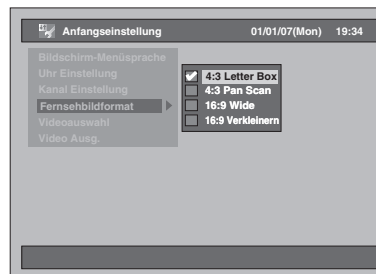 Anfangseinstellung 01/01/07(Mon) 19:34
Bildschirm-Menüsprache
Uhr Einstellung
Kanal Einstellung
Fernsehbildformat
Videoauswahl
Video Ausg.
4:3 Letter Box
4:3 Pan Scan
16:9 Wide
16:9 Verkleinern